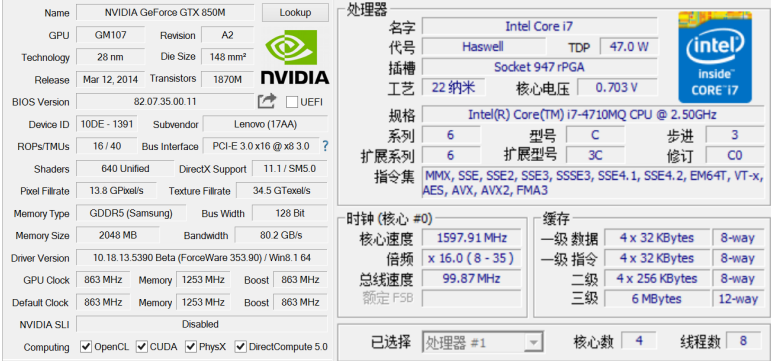 Name NVIDIA GeForce GTX 850M Lookup
GPU GM107 Revision A2
Technology 28 nm Die Size 148 mm²
Release Mar 12, 2014 Transistors 1870M
NVIDIA
BIOS Version 82.07.35.00.11 UEFI
Device ID 10DE - 1391 Subvendor Lenovo (17AA)
ROPs/TMUs 16 / 40 Bus Interface PCI-E 3.0 x16 @ x8 3.0 ?
Shaders 640 Unified DirectX Support 11.1 / SM5.0
Pixel Fillrate 13.8 GPixel/s Texture Fillrate 34.5 GTexel/s
Memory Type GDDR5 (Samsung) Bus Width 128 Bit
Memory Size 2048 MB Bandwidth 80.2 GB/s
Driver Version 10.18.13.5390 Beta (ForceWare 353.90) / Win8.1 64
GPU Clock 863 MHz Memory 1253 MHz Boost 863 MHz
Default Clock 863 MHz Memory 1253 MHz Boost 863 MHz
NVIDIA SLI Disabled
Computing OpenCL CUDA PhysX DirectCompute 5.0
处理器
名字 Intel Core i7
代号 Haswell TDP 47.0 W
插槽 Socket 947 rPGA
工艺 22 纳米 核心电压 0.703 V
(intel)
inside™
CORE™i7
规格 Intel(R) Core(TM) i7-4710MQ CPU @ 2.50GHz
系列 6 型号 C 步进 3
扩展系列 6 扩展型号 3C 修订 C0
指令集 MMX, SSE, SSE2, SSE3, SSSE3, SSE4.1, SSE4.2, EM64T, VT-x,
AES, AVX, AVX2, FMA3
时钟 (核心 #0)
核心速度 1597.91 MHz
倍频 x 16.0 ( 8 - 35 )
总线速度 99.87 MHz
额定 FSB
缓存
一级 数据 4 x 32 KBytes 8-way
一级 指令 4 x 32 KBytes 8-way
二级 4 x 256 KBytes 8-way
三级 6 MBytes 12-way
已选择 处理器 #1 核心数 4 线程数 8